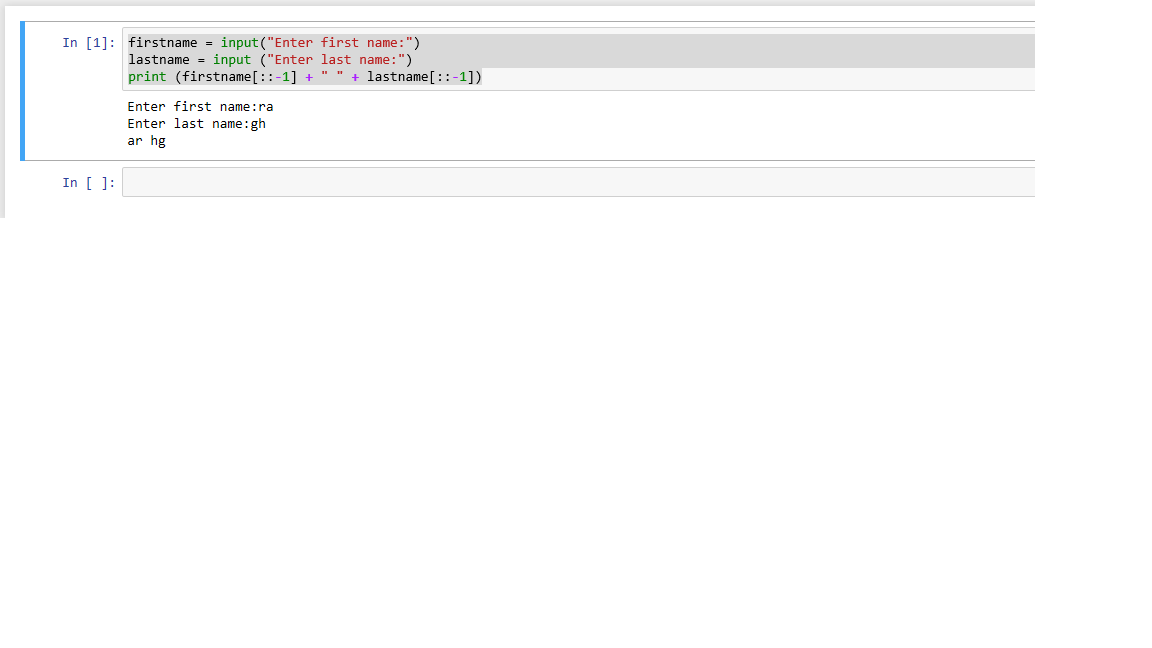 In [1]: firstname = input("Enter first name:")
lastname = input ("Enter last name:")
print (firstname[::-1] + " " + lastname[::-1])
Enter first name:ra
Enter last name:gh
ar hg
In [ ]: